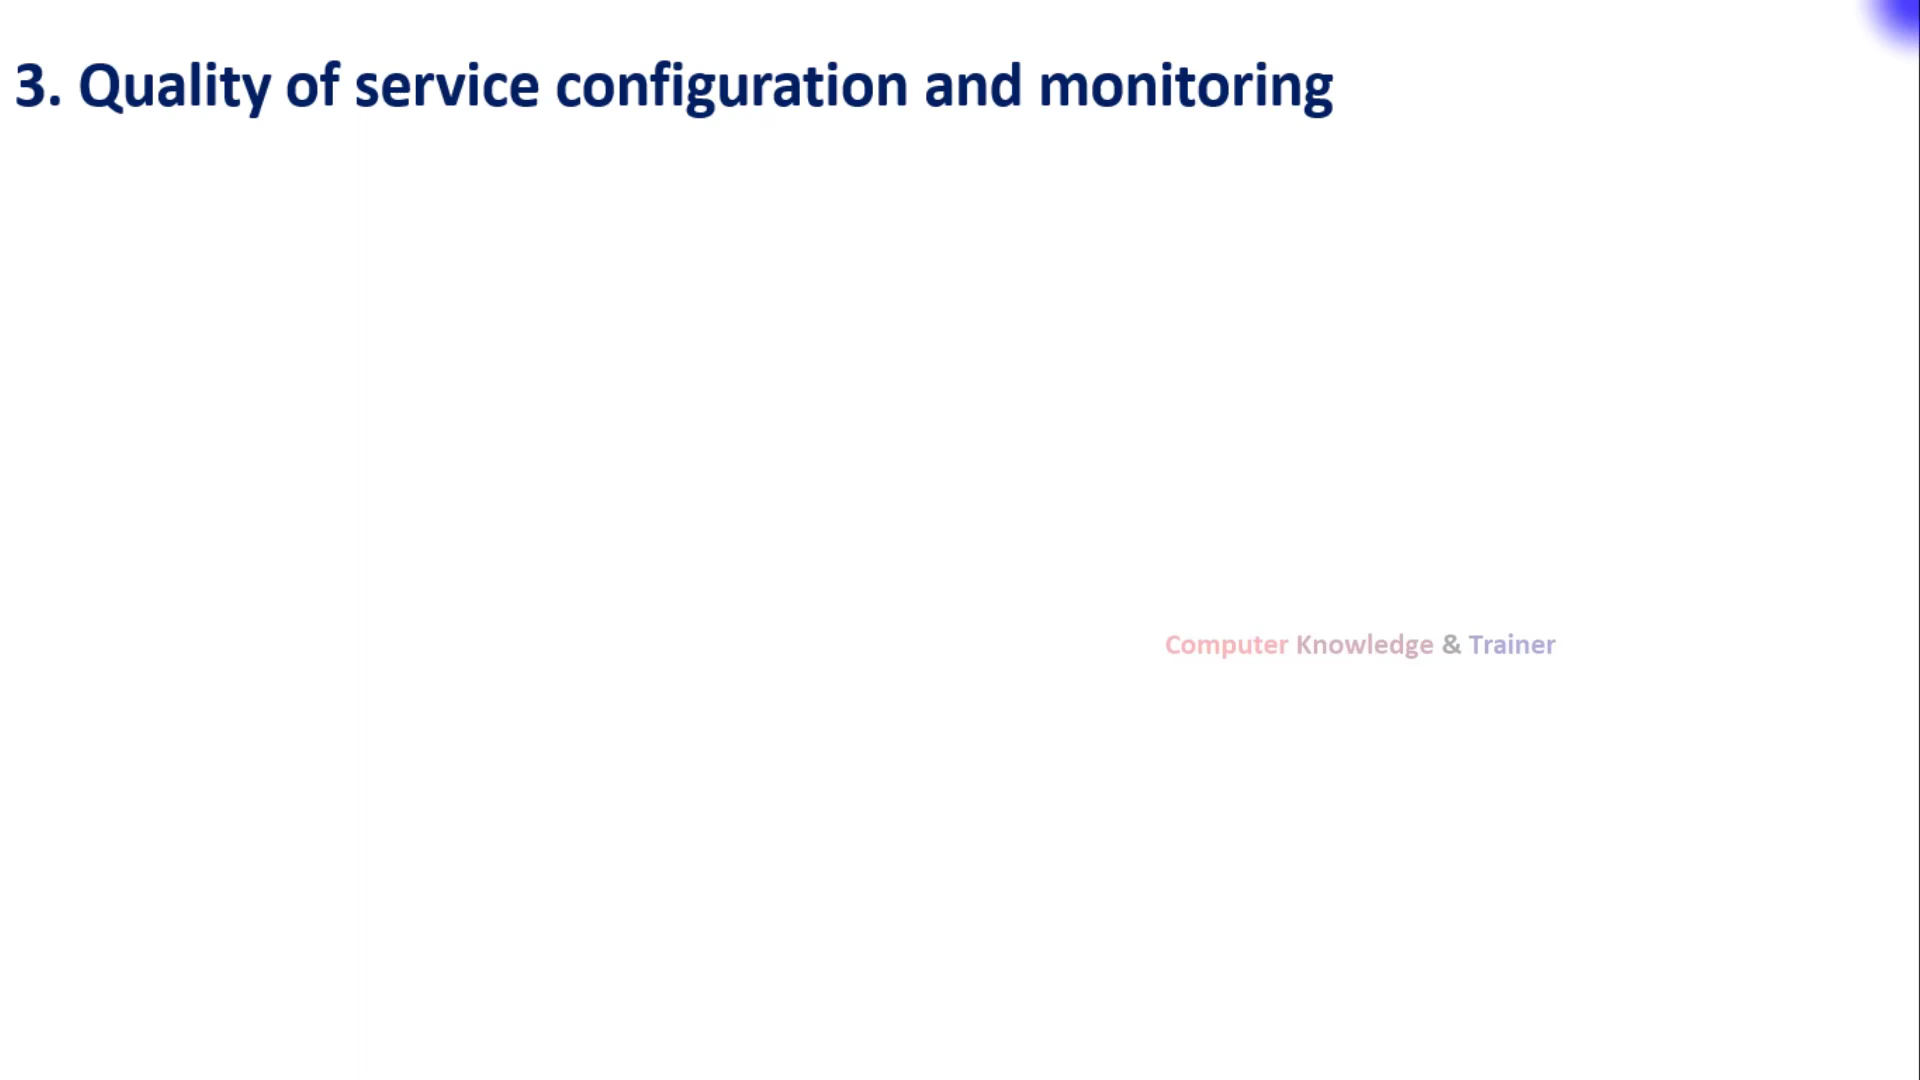 3. Quality of service configuration and monitoring
Computer Knowledge & Trainer